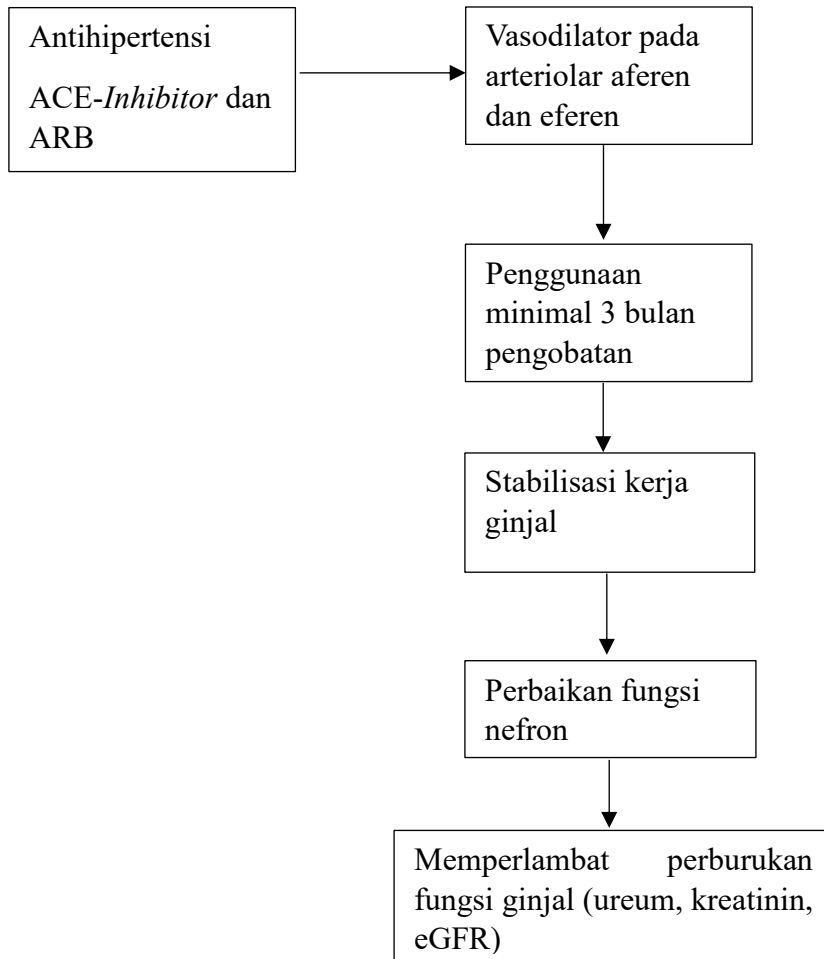 Antihipertensi
ACE-Inhibitor dan
ARB
Vasodilator pada
arteriolar aferen
dan eferen
Penggunaan
minimal 3 bulan
pengobatan
Stabilisasi kerja
ginjal
Perbaikan fungsi
nefron
Memperlambat perburukan
fungsi ginjal (ureum, kreatinin,
eGFR)